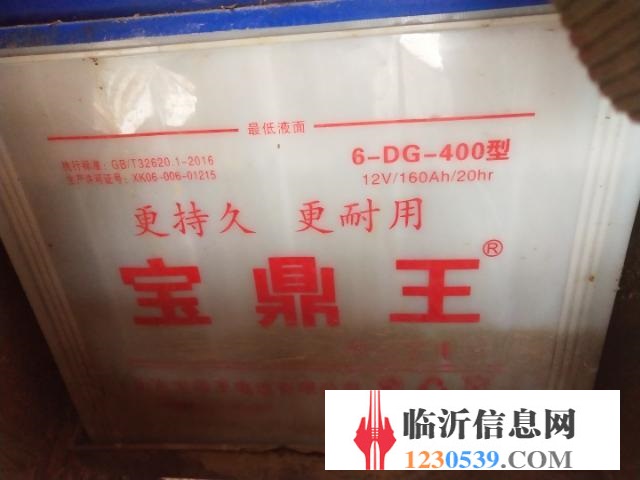 最低液面
执行标准：GB/T32620.1-2016
生产许可证号：XK06-006-01215
6-DG-400型
12V/160Ah/20hr
更持久 更耐用
宝鼎王®
临沂信息网
1230539.COM